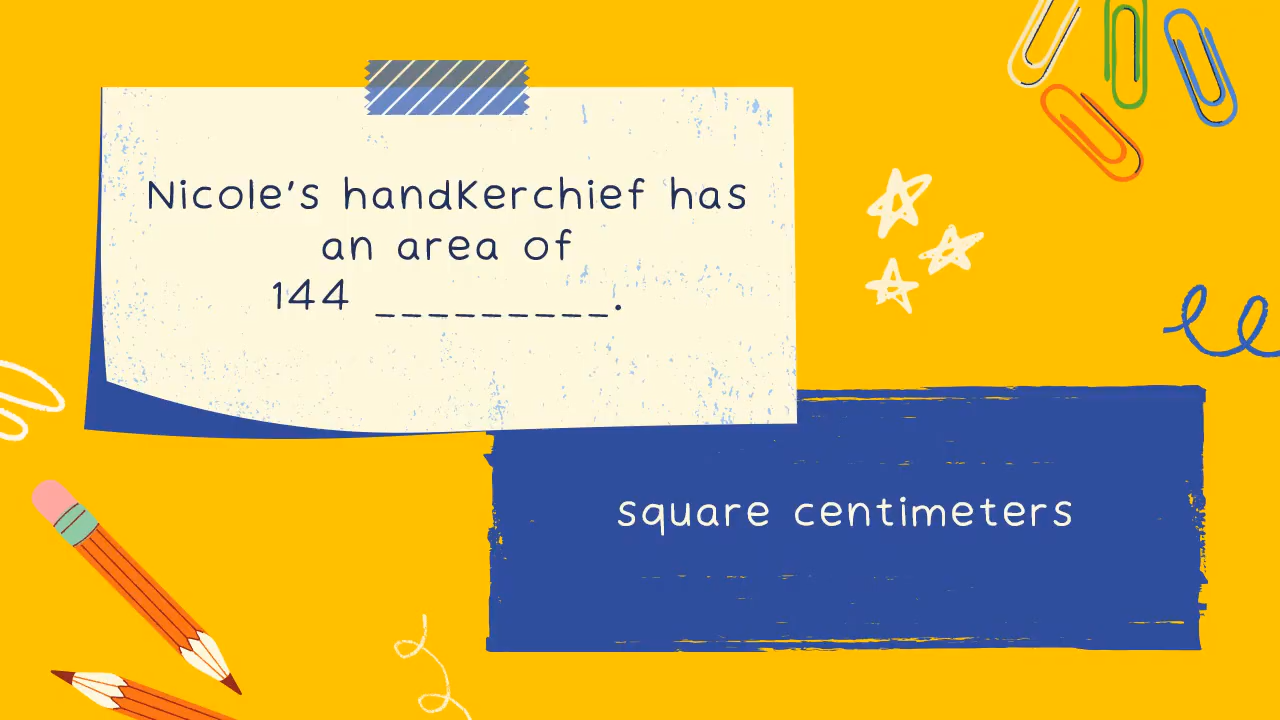 Nicole's handkerchief has
an area of
144 _________.
square centimeters